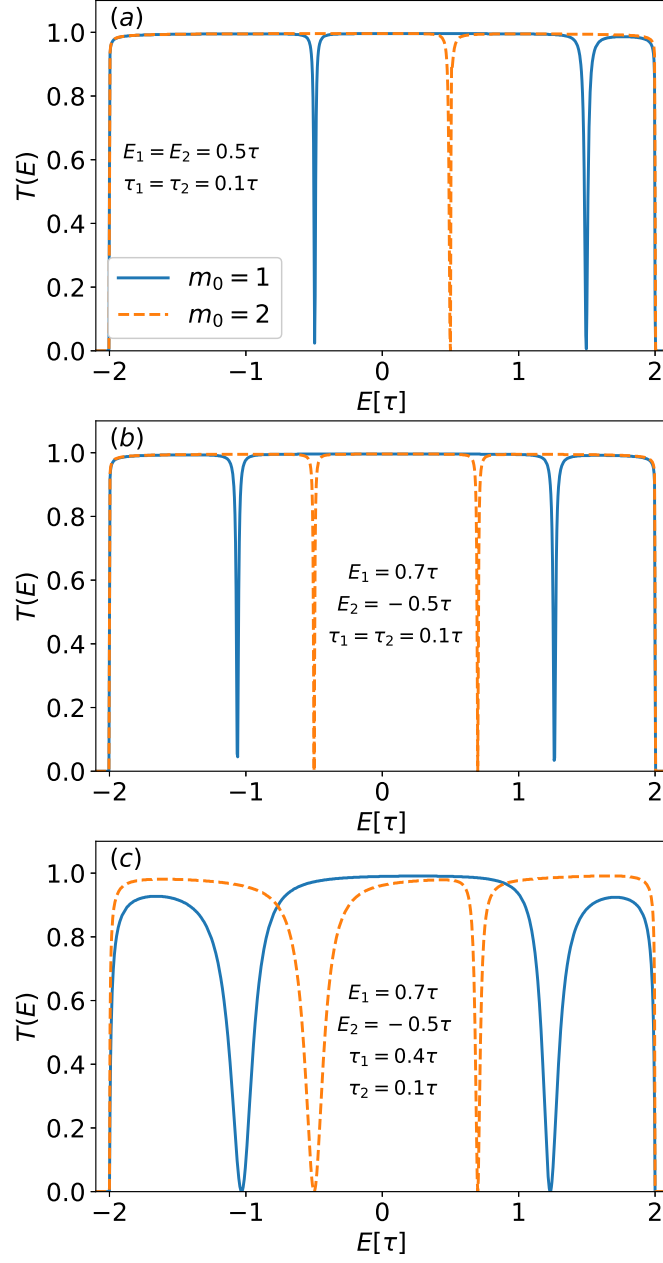 (a)
T(E)
1.0
0.8
0.6
0.4
0.2
0.0
E₁ = E₂ = 0.5τ
τ₁ = τ₂ = 0.1τ
m₀ = 1
m₀ = 2
−2 −1 0 1 2
E[τ]
(b)
T(E)
1.0
0.8
0.6
0.4
0.2
0.0
E₁ = 0.7τ
E₂ = −0.5τ
τ₁ = τ₂ = 0.1τ
−2 −1 0 1 2
E[τ]
(c)
T(E)
1.0
0.8
0.6
0.4
0.2
0.0
E₁ = 0.7τ
E₂ = −0.5τ
τ₁ = 0.4τ
τ₂ = 0.1τ
−2 −1 0 1 2
E[τ]